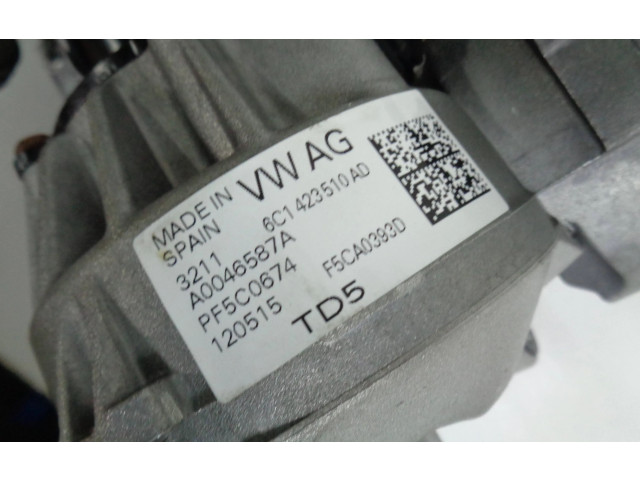 MADE IN SPAIN VW AG
6C1 423 510 AD
3211
A0046587A
PF5C0674 F5CA0393D
120515 TD5